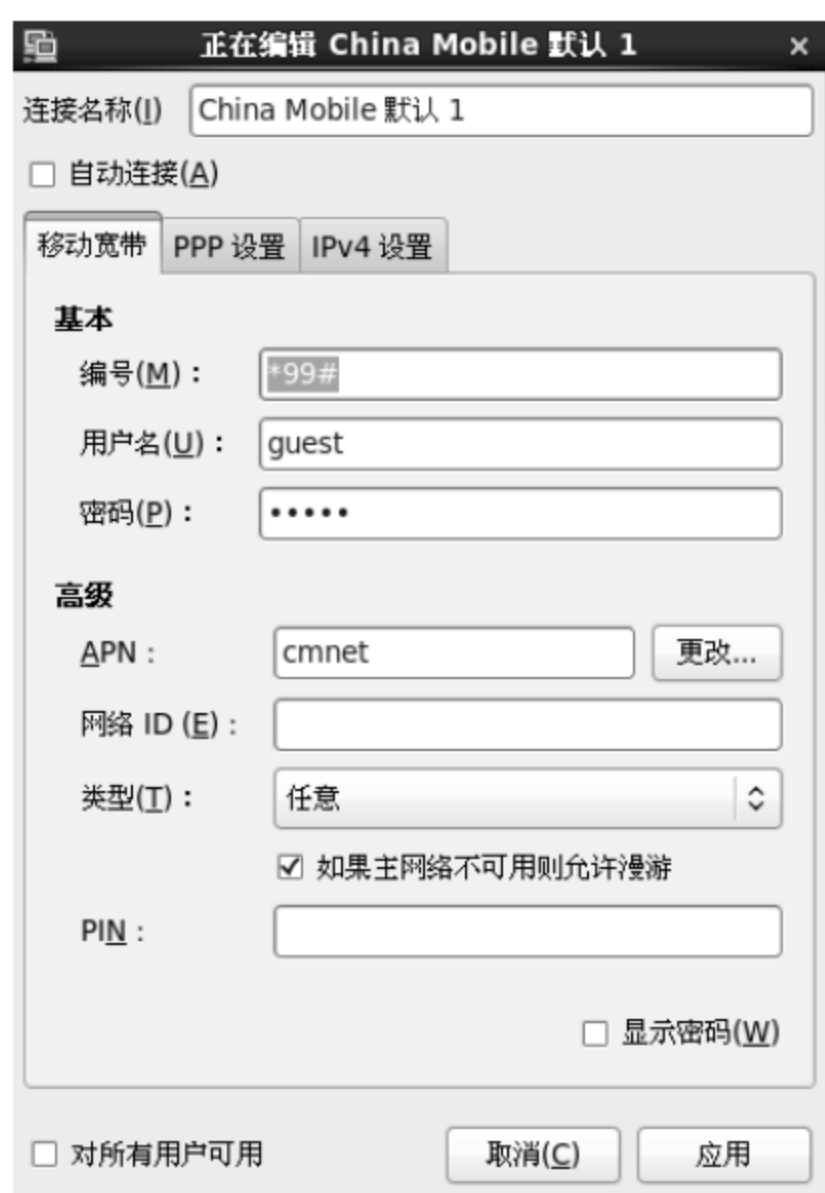 正在编辑 China Mobile 默认 1
连接名称(I) China Mobile 默认 1
自动连接(A)
移动宽带 PPP 设置 IPv4 设置
基本
编号(M)： *99#
用户名(U)： guest
密码(P)： •••••
高级
APN： cmnet 更改...
网络 ID (E)：
类型(T)： 任意
如果主网络不可用则允许漫游
PIN：
显示密码(W)
对所有用户可用 取消(C) 应用